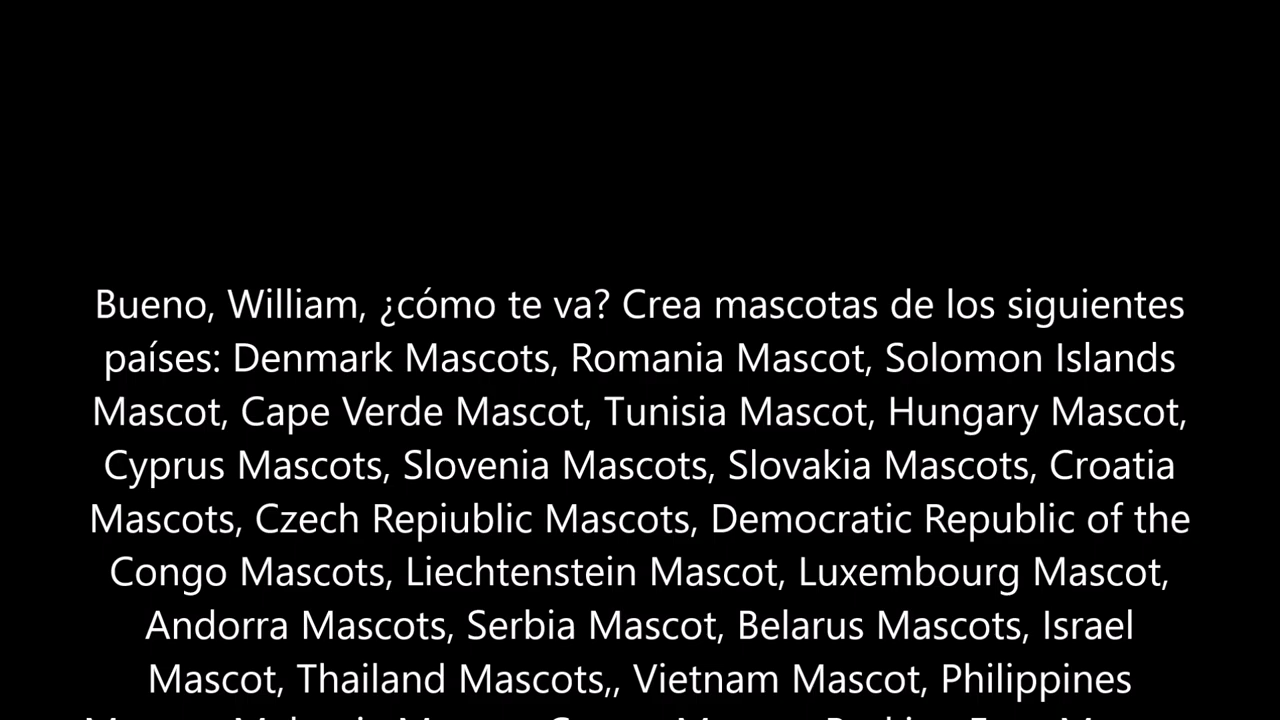 Bueno, William, ¿cómo te va? Crea mascotas de los siguientes
países: Denmark Mascots, Romania Mascot, Solomon Islands
Mascot, Cape Verde Mascot, Tunisia Mascot, Hungary Mascot,
Cyprus Mascots, Slovenia Mascots, Slovakia Mascots, Croatia
Mascots, Czech Repiublic Mascots, Democratic Republic of the
Congo Mascots, Liechtenstein Mascot, Luxembourg Mascot,
Andorra Mascots, Serbia Mascot, Belarus Mascots, Israel
Mascot, Thailand Mascots,, Vietnam Mascot, Philippines